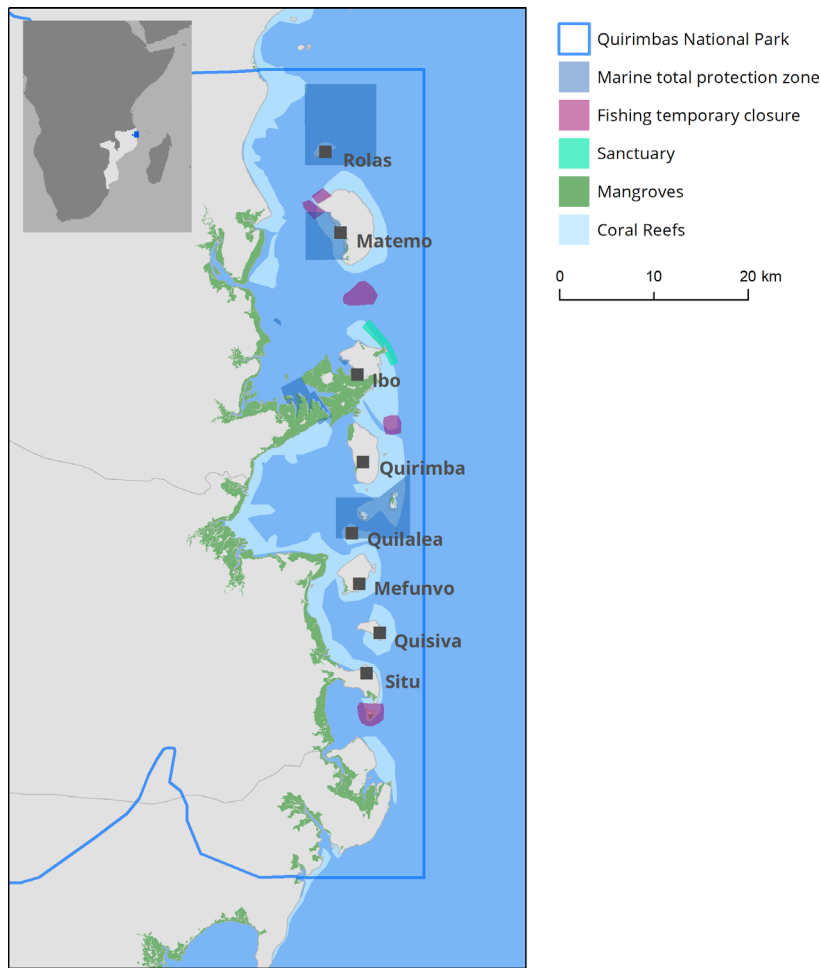 Quirimbas National Park
Marine total protection zone
Fishing temporary closure
Sanctuary
Mangroves
Coral Reefs
0 10 20 km
Rolas
Matemo
Ibo
Quirimba
Quilalea
Mefunvo
Quisiva
Situ